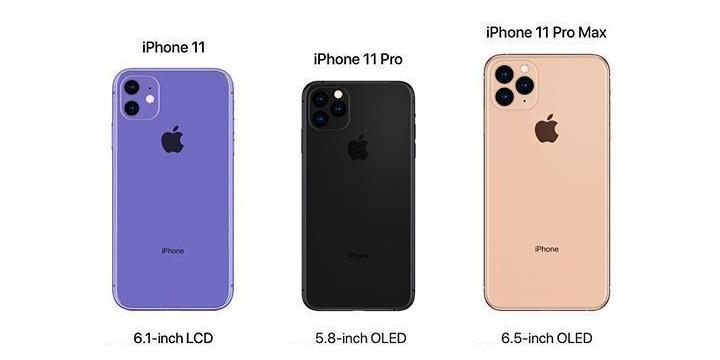 iPhone 11
iPhone 11 Pro
iPhone 11 Pro Max
iPhone
iPhone
iPhone
6.1-inch LCD
5.8-inch OLED
6.5-inch OLED